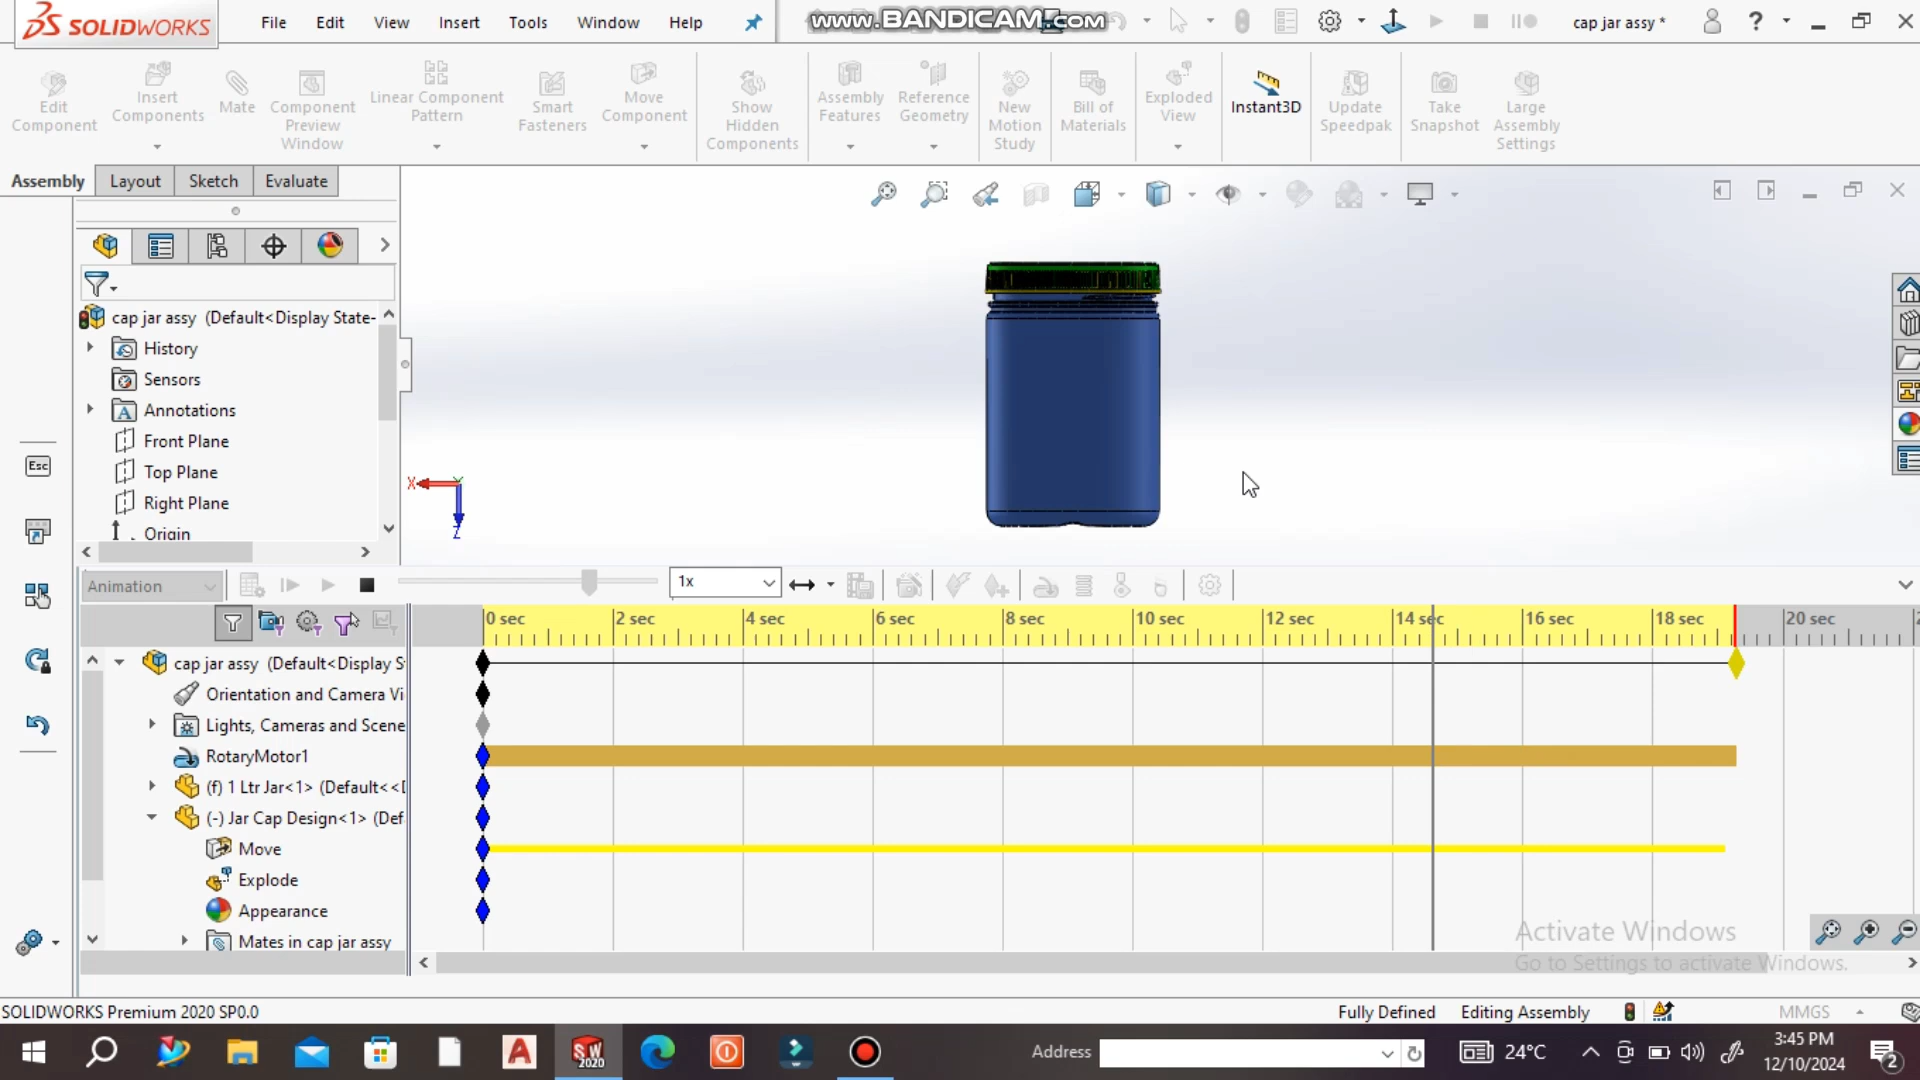 SOLIDWORKS
File Edit View Insert Tools Window Help
www.BANDICAM.com
cap jar assy *
Edit Component
Insert Components
Mate
Component Preview Window
Linear Component Pattern
Smart Fasteners
Move Component
Show Hidden Components
Assembly Features
Reference Geometry
New Motion Study
Bill of Materials
Exploded View
Instant3D
Update Speedpak
Take Snapshot
Large Assembly Settings
Assembly Layout Sketch Evaluate
cap jar assy (Default<Display State-
History
Sensors
Annotations
Front Plane
Top Plane
Right Plane
Origin
Esc
X
Y
Z
Animation
1x
0 sec 2 sec 4 sec 6 sec 8 sec 10 sec 12 sec 14 sec 16 sec 18 sec 20 sec
cap jar assy (Default<Display S
Orientation and Camera Vi
Lights, Cameras and Scene
RotaryMotor1
(f) 1 Ltr Jar<1> (Default<<D
(-) Jar Cap Design<1> (Def
Move
Explode
Appearance
Mates in cap jar assy
Activate Windows
Go to Settings to activate Windows.
SOLIDWORKS Premium 2020 SP0.0
Fully Defined Editing Assembly MMGS
SW 2020
Address
24°C
3:45 PM
12/10/2024
2